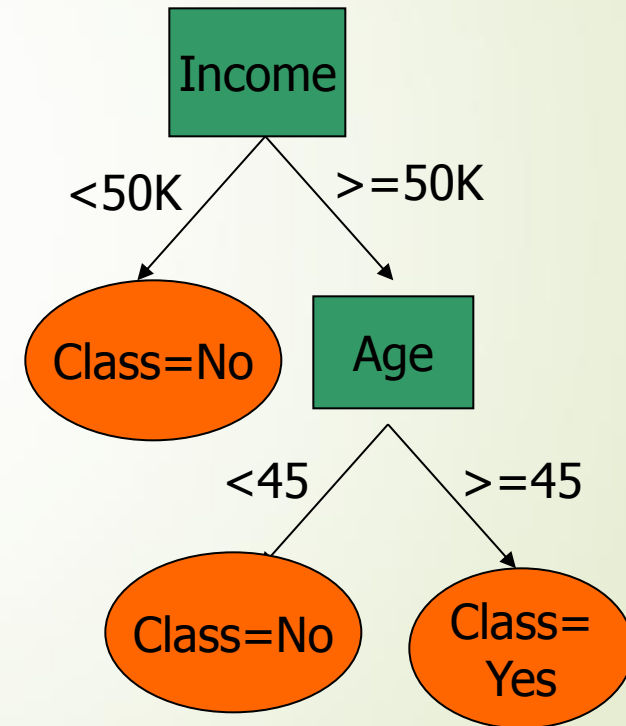 Income
<50K
>=50K
Class=No
Age
<45
>=45
Class=No
Class=
Yes